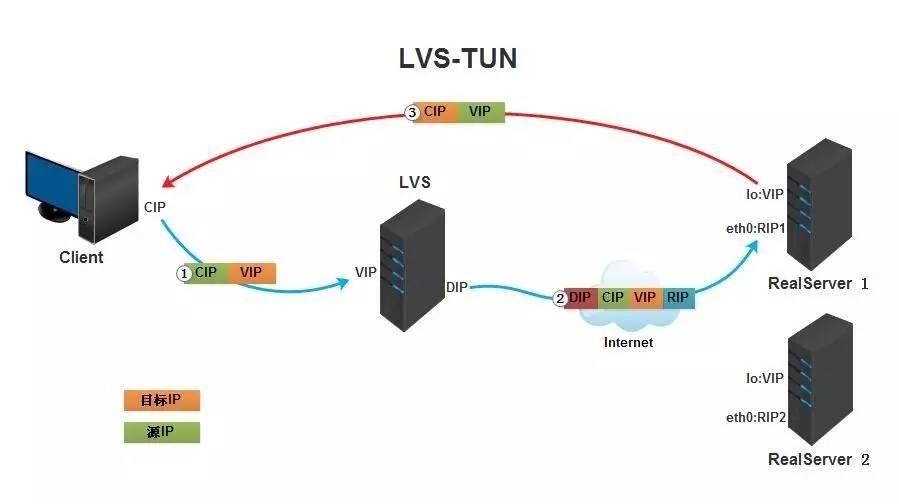 LVS-TUN
③ CIP VIP
LVS
lo:VIP
CIP
eth0:RIP1
Client
① CIP VIP
VIP
DIP
RealServer 1
② DIP CIP VIP RIP
Internet
lo:VIP
目标IP
eth0:RIP2
源IP
RealServer 2